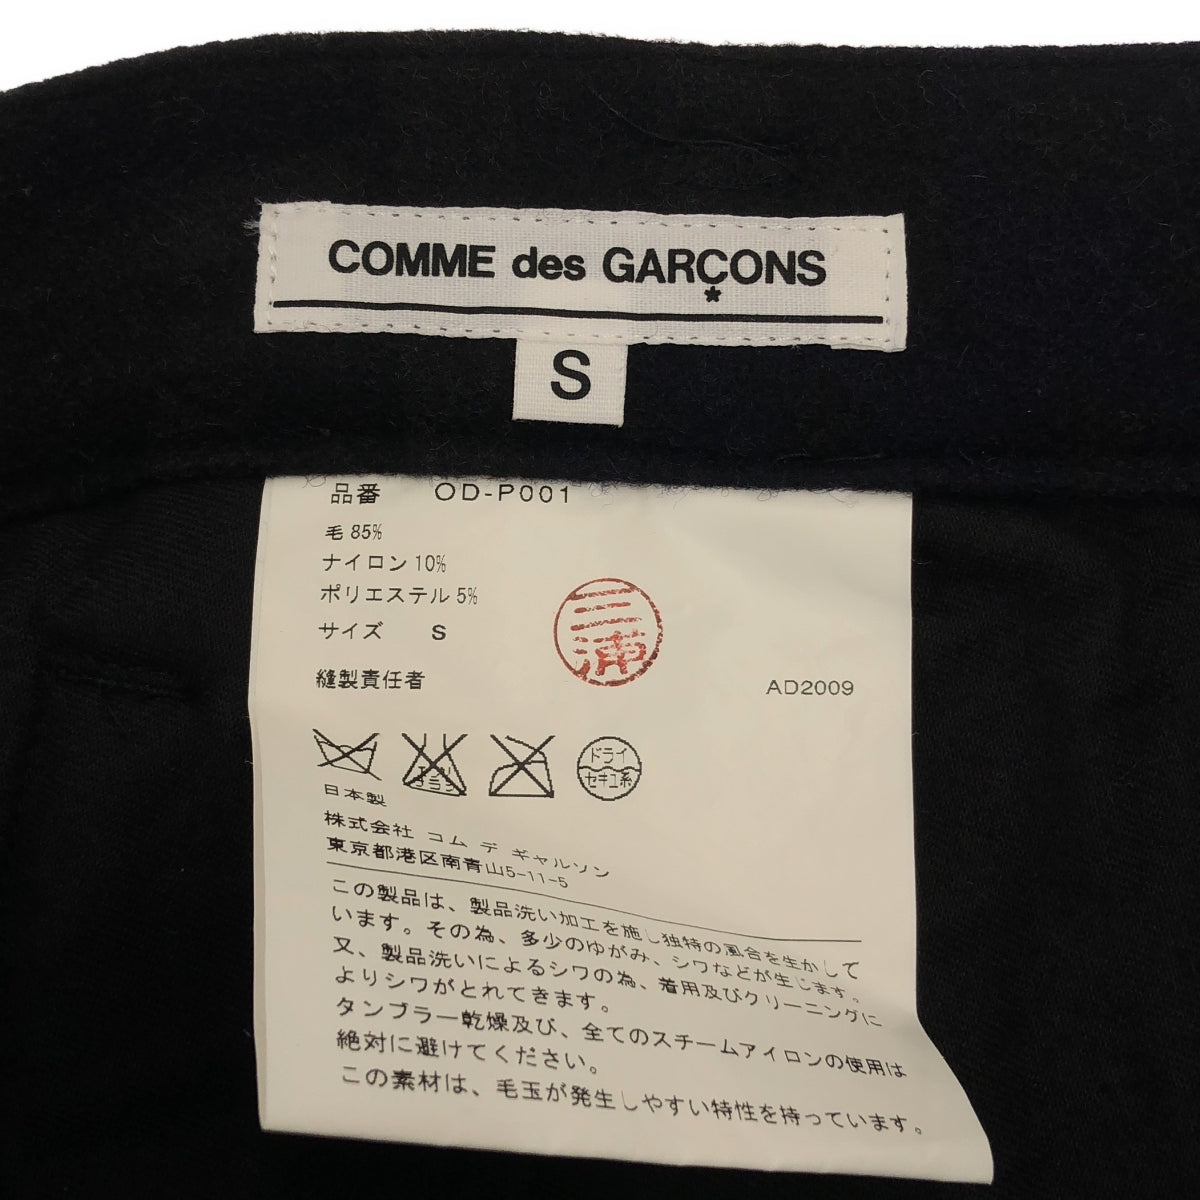 COMME des GARÇONS
S
品番 OD-P001
毛 85%
ナイロン 10%
ポリエステル 5%
サイズ S
三浦
縫製責任者
AD2009
ドライ
セキユ系
日本製
株式会社 コム デ ギャルソン
東京都港区南青山5-11-5
この製品は、製品洗い加工を施し独特の風合を生かして
います。その為、多少のゆがみ、シワなどが生じます。
又、製品洗いによるシワの為、着用及びクリーニングに
よりシワがとれてきます。
タンブラー乾燥及び、全てのスチームアイロンの使用は
絶対に避けてください。
この素材は、毛玉が発生しやすい特性を持っています。